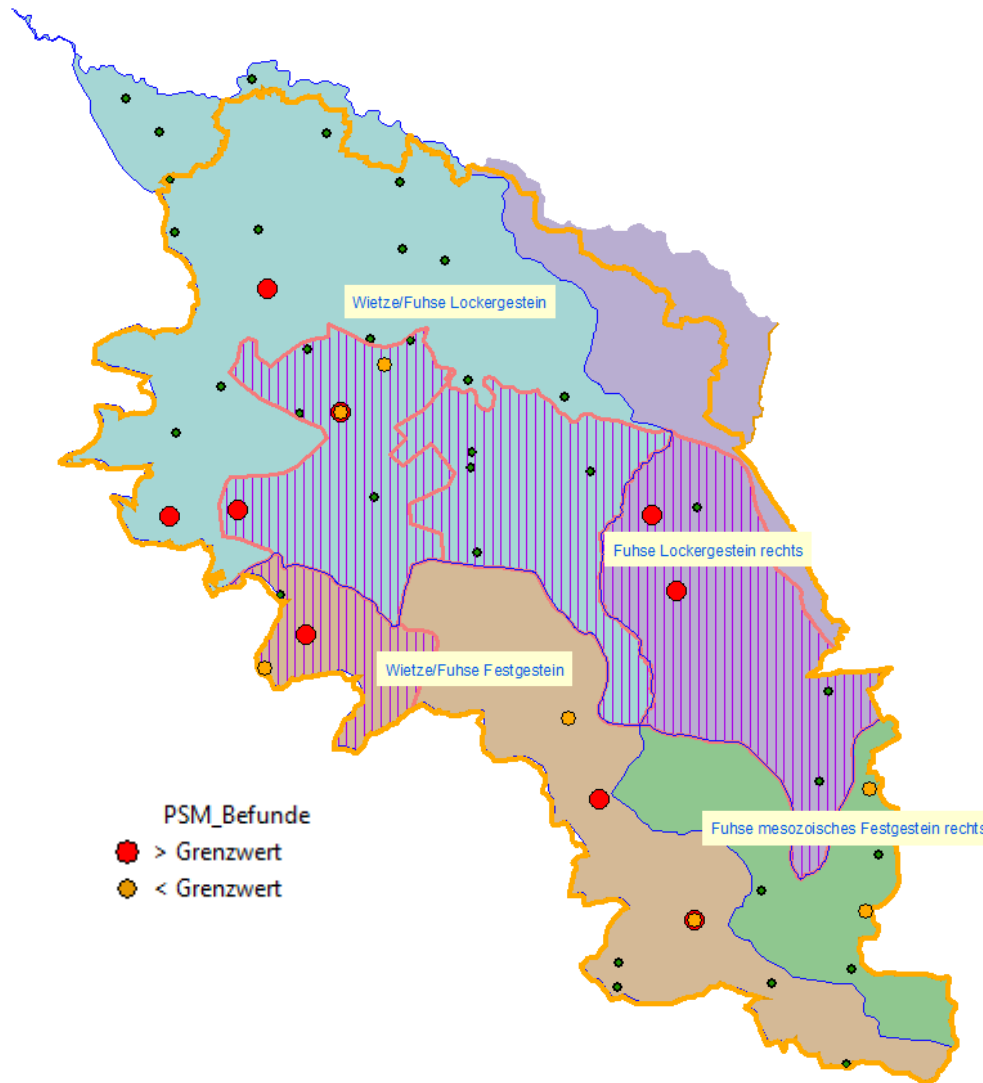 Wietze/Fuhse Lockergestein
Fuhse Lockergestein rechts
Wietze/Fuhse Festgestein
PSM_Befunde
> Grenzwert
< Grenzwert
Fuhse mesozoisches Festgestein rechts